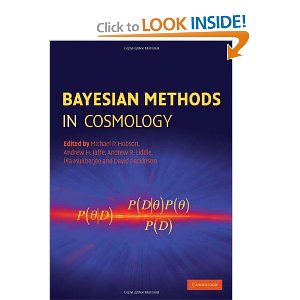 Click to LOOK INSIDE!
BAYESIAN METHODS
IN COSMOLOGY
Edited by Michael P. Hobson,
Andrew H. Jaffe, Andrew R. Liddle,
Pia Mukherjee and David Parkinson
P(θ|D)=P(D|θ)P(θ)/P(D)
CAMBRIDGE